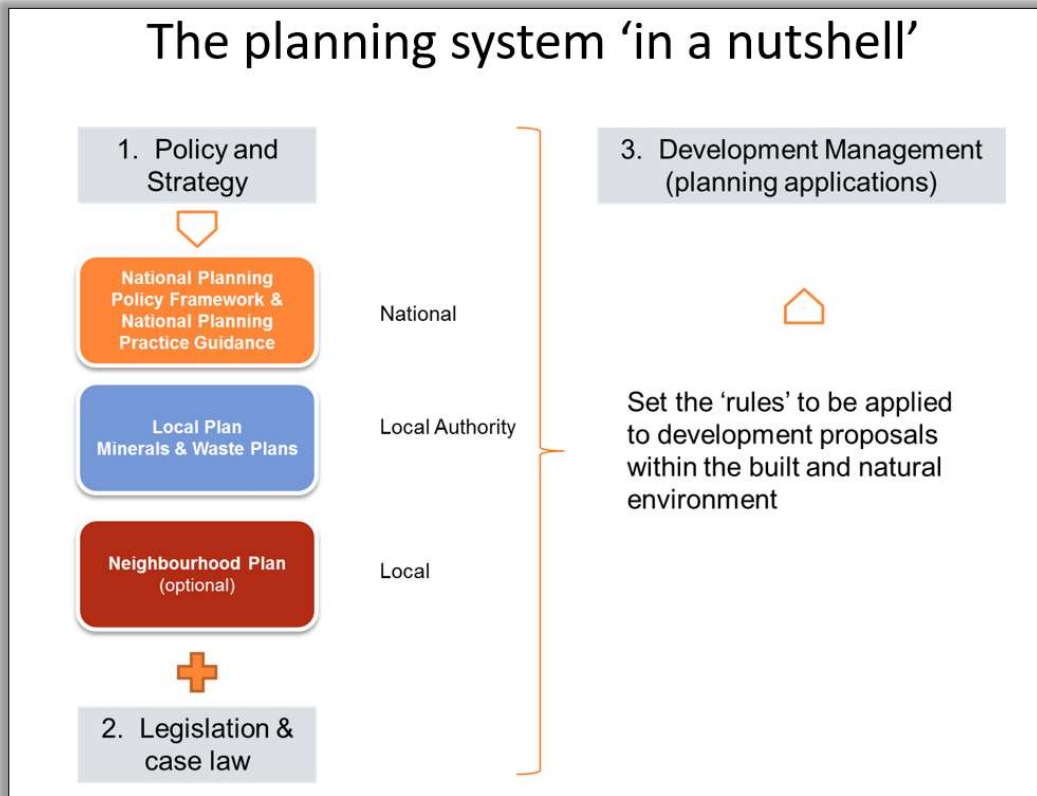 The planning system ‘in a nutshell’
1. Policy and
Strategy
National Planning
Policy Framework &
National Planning
Practice Guidance
National
Local Plan
Minerals & Waste Plans
Local Authority
Neighbourhood Plan
(optional)
Local
2. Legislation &
case law
3. Development Management
(planning applications)
Set the ‘rules’ to be applied
to development proposals
within the built and natural
environment